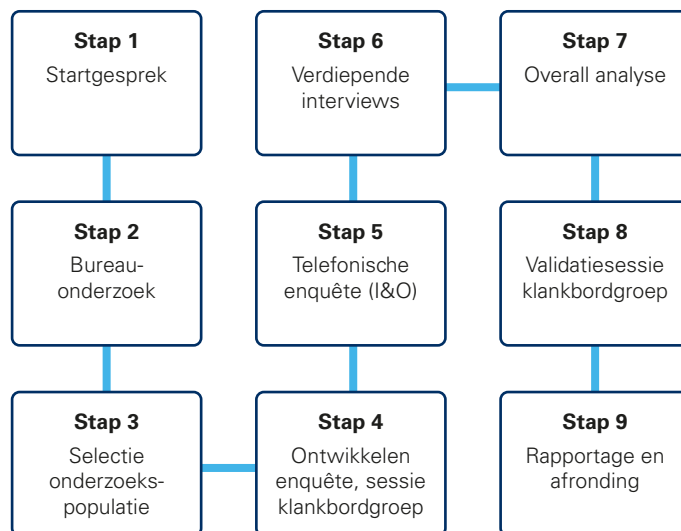 Stap 1
Startgesprek
Stap 2
Bureau-
onderzoek
Stap 3
Selectie
onderzoeks-
populatie
Stap 4
Ontwikkelen
enquête, sessie
klankbordgroep
Stap 5
Telefonische
enquête (I&O)
Stap 6
Verdiepende
interviews
Stap 7
Overall analyse
Stap 8
Validatiesessie
klankbordgroep
Stap 9
Rapportage en
afronding